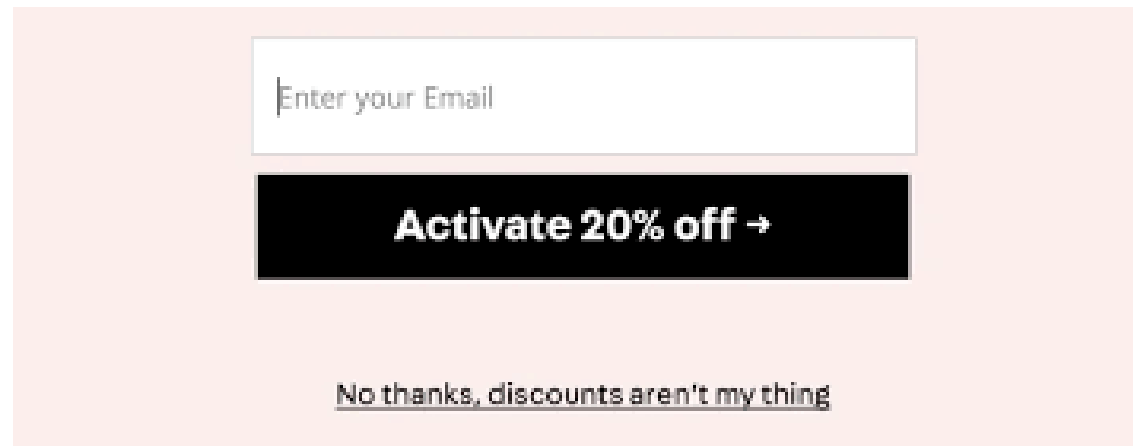 Enter your Email
Activate 20% off →
No thanks, discounts aren't my thing